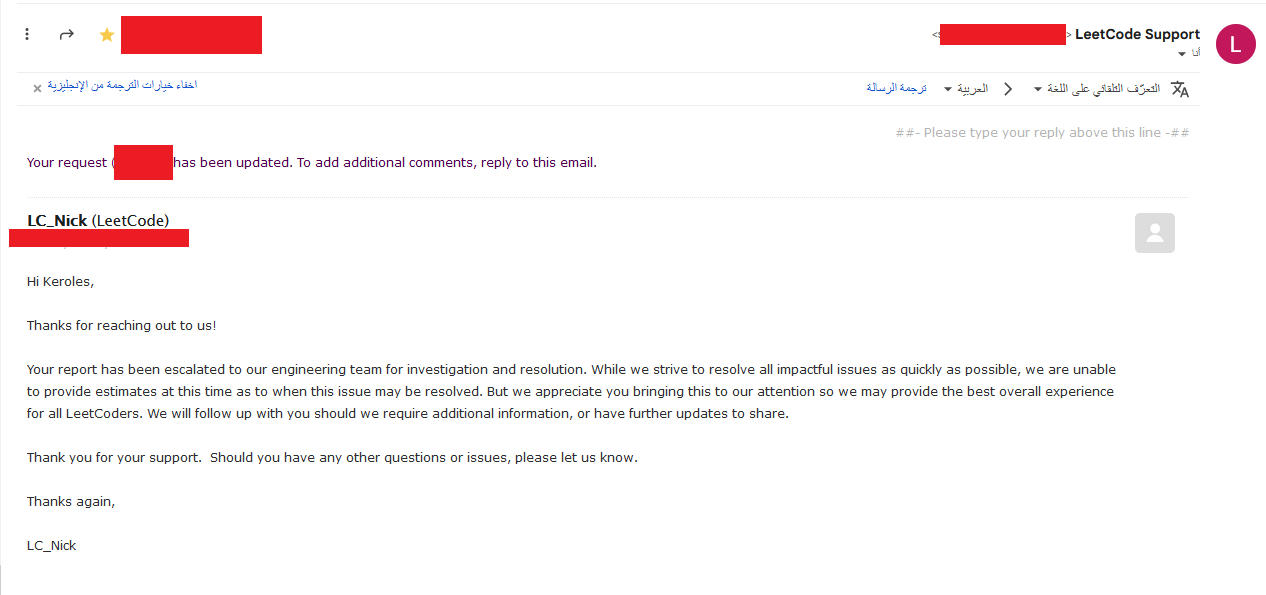 LeetCode Support <
>
أنا
L
التعرّف التلقائي على اللغة
العربية
ترجمة الرسالة
اخفاء خيارات الترجمة من الإنجليزية
##- Please type your reply above this line -##
Your request ( has been updated. To add additional comments, reply to this email.
LC_Nick (LeetCode)
Hi Keroles,
Thanks for reaching out to us!
Your report has been escalated to our engineering team for investigation and resolution. While we strive to resolve all impactful issues as quickly as possible, we are unable
to provide estimates at this time as to when this issue may be resolved. But we appreciate you bringing this to our attention so we may provide the best overall experience
for all LeetCoders. We will follow up with you should we require additional information, or have further updates to share.
Thank you for your support.  Should you have any other questions or issues, please let us know.
Thanks again,
LC_Nick